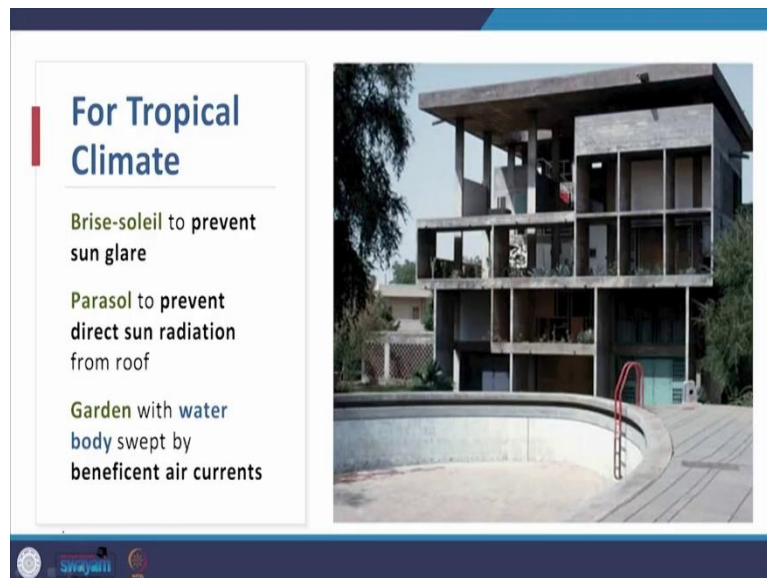 For Tropical
Climate
Brise-soleil to prevent
sun glare
Parasol to prevent
direct sun radiation
from roof
Garden with water
body swept by
beneficent air currents
swayam